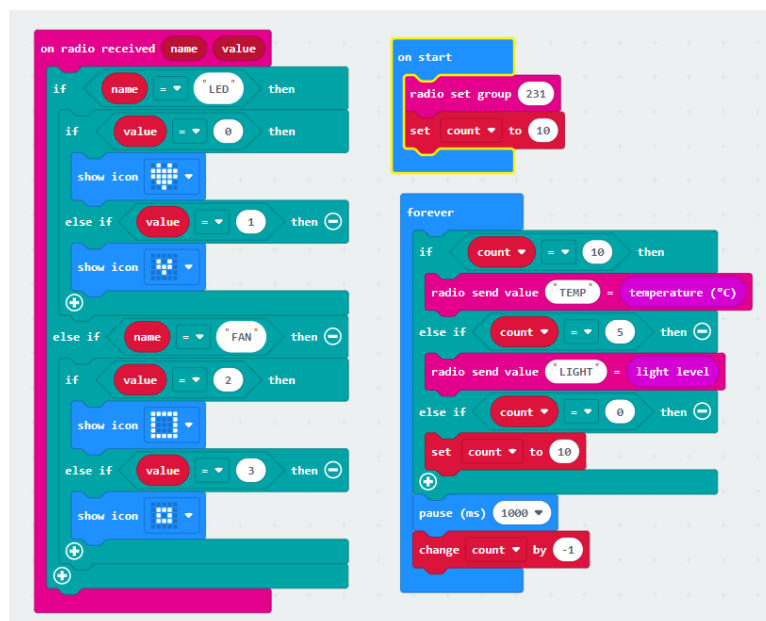 on radio received name value
if name = "LED" then
if value = 0 then
show icon
else if value = 1 then
show icon
else if name = "FAN" then
if value = 2 then
show icon
else if value = 3 then
show icon
on start
radio set group 231
set count to 10
forever
if count = 10 then
radio send value "TEMP" = temperature (°C)
else if count = 5 then
radio send value "LIGHT" = light level
else if count = 0 then
set count to 10
pause (ms) 1000
change count by -1